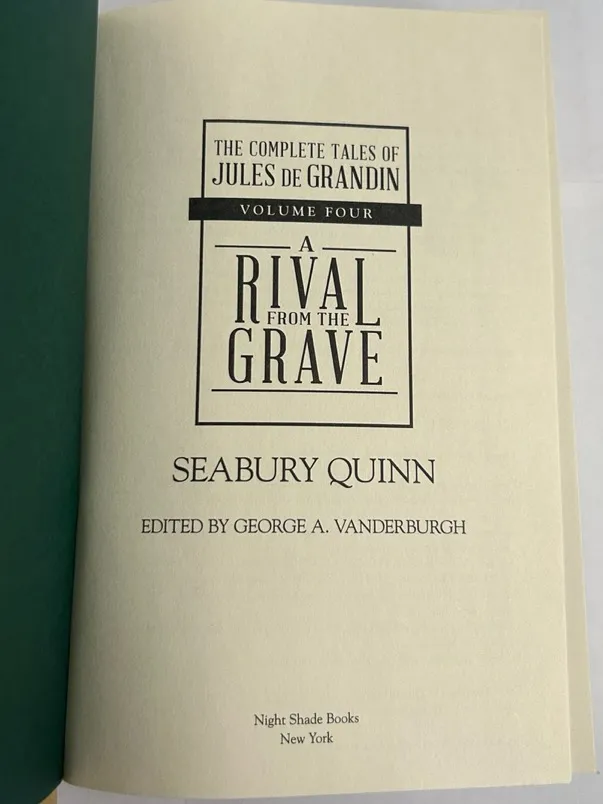 THE COMPLETE TALES OF
JULES DE GRANDIN
VOLUME FOUR
A
RIVAL
FROM THE
GRAVE
SEABURY QUINN
EDITED BY GEORGE A. VANDERBURGH
Night Shade Books
New York